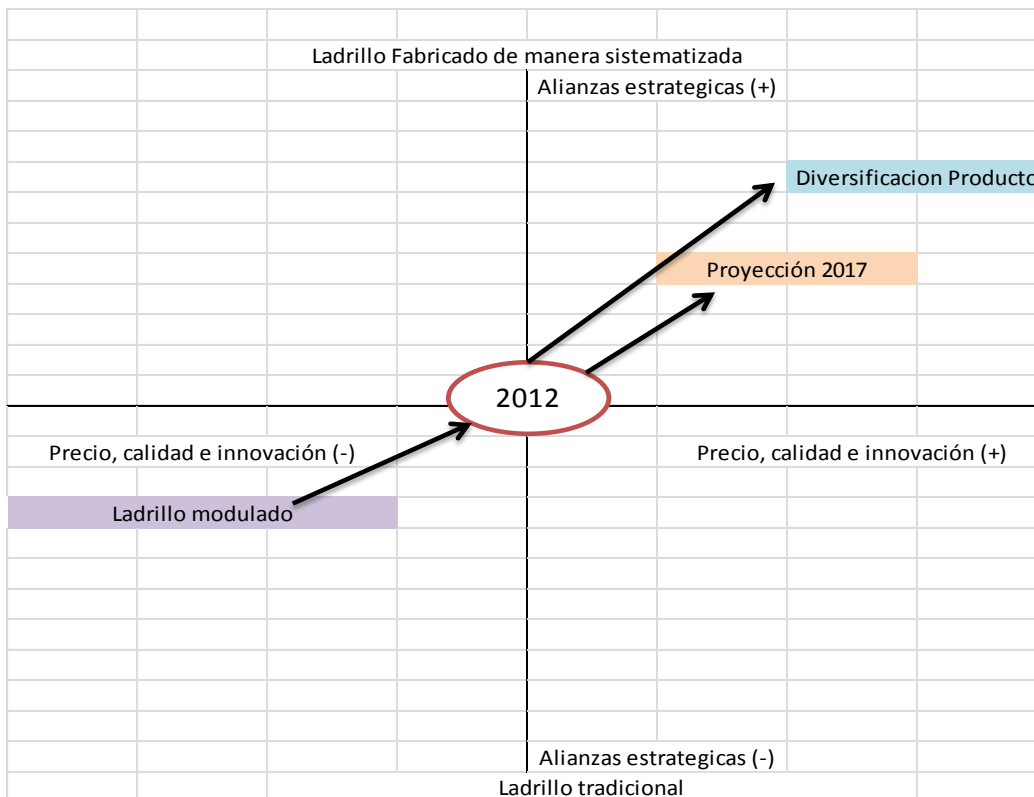 Ladrillo Fabricado de manera sistematizada
Alianzas estrategicas (+)
Diversificacion Producto
Proyección 2017
2012
Precio, calidad e innovación (-)
Precio, calidad e innovación (+)
Ladrillo modulado
Alianzas estrategicas (-)
Ladrillo tradicional